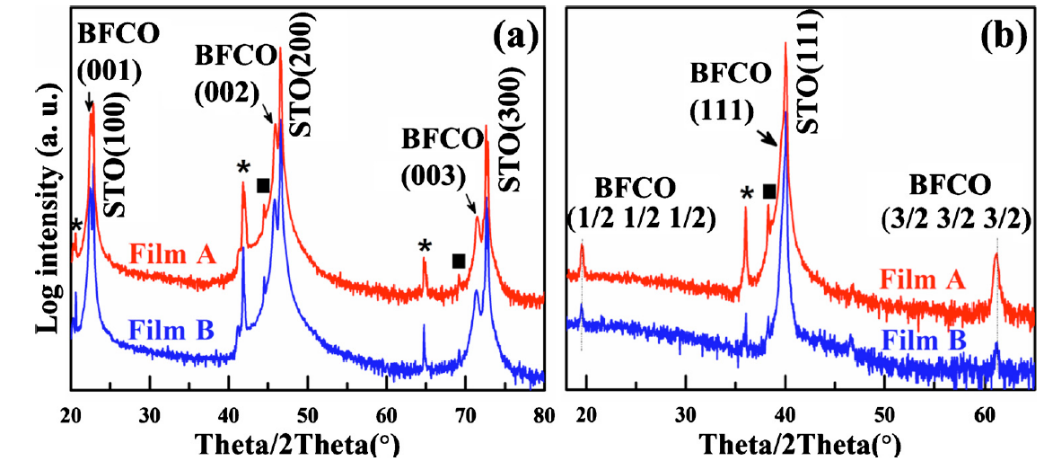 Log intensity (a. u.)
(a)
BFCO
(001)
STO(100)
BFCO
(002)
STO(200)
BFCO
(003)
STO(300)
*
■
*
*
■
Film A
Film B
20 30 40 50 60 70 80
Theta/2Theta(°)
(b)
BFCO
(111)
STO(111)
BFCO
(1/2 1/2 1/2)
*
■
BFCO
(3/2 3/2 3/2)
Film A
Film B
20 30 40 50 60
Theta/2Theta(°)